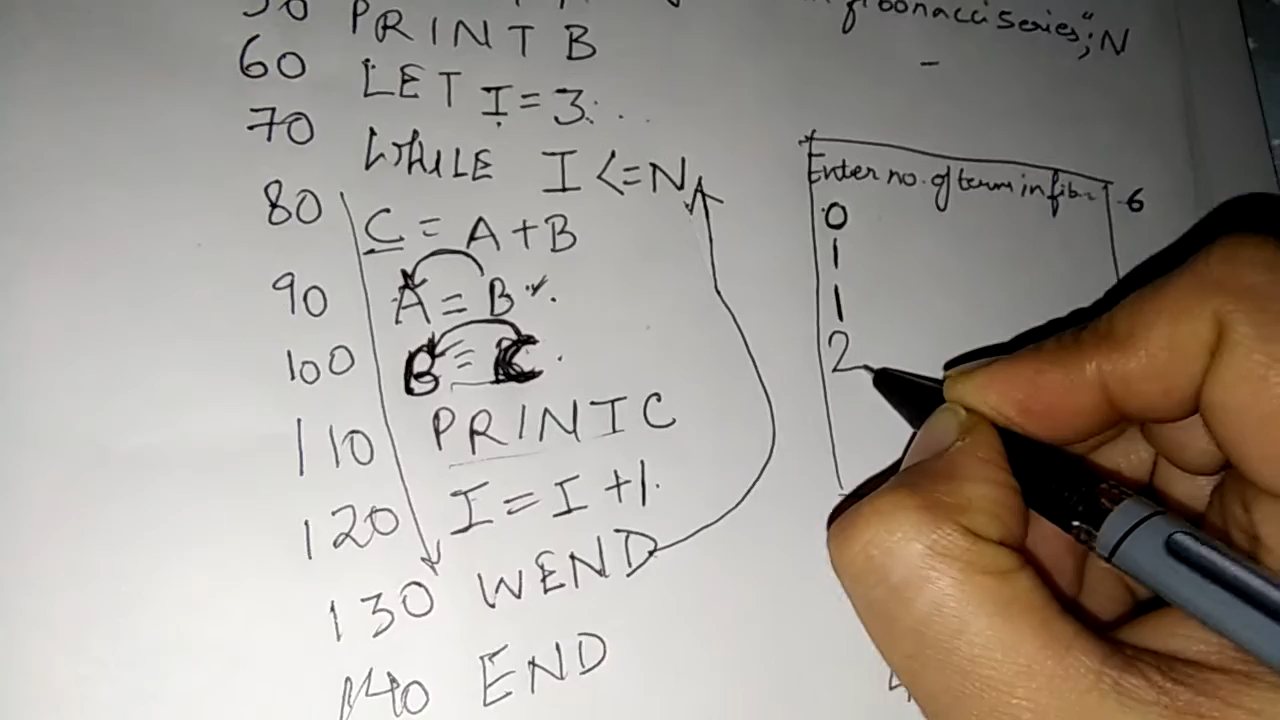 fibonacci series"; N
50 PRINT B
60 LET I = 3
70 WHILE I <= N
80 C = A + B
90 A = B
100 B = C
110 PRINT C
120 I = I + 1
130 WEND
140 END
Enter no. of term in fib 6
0
1
1
2